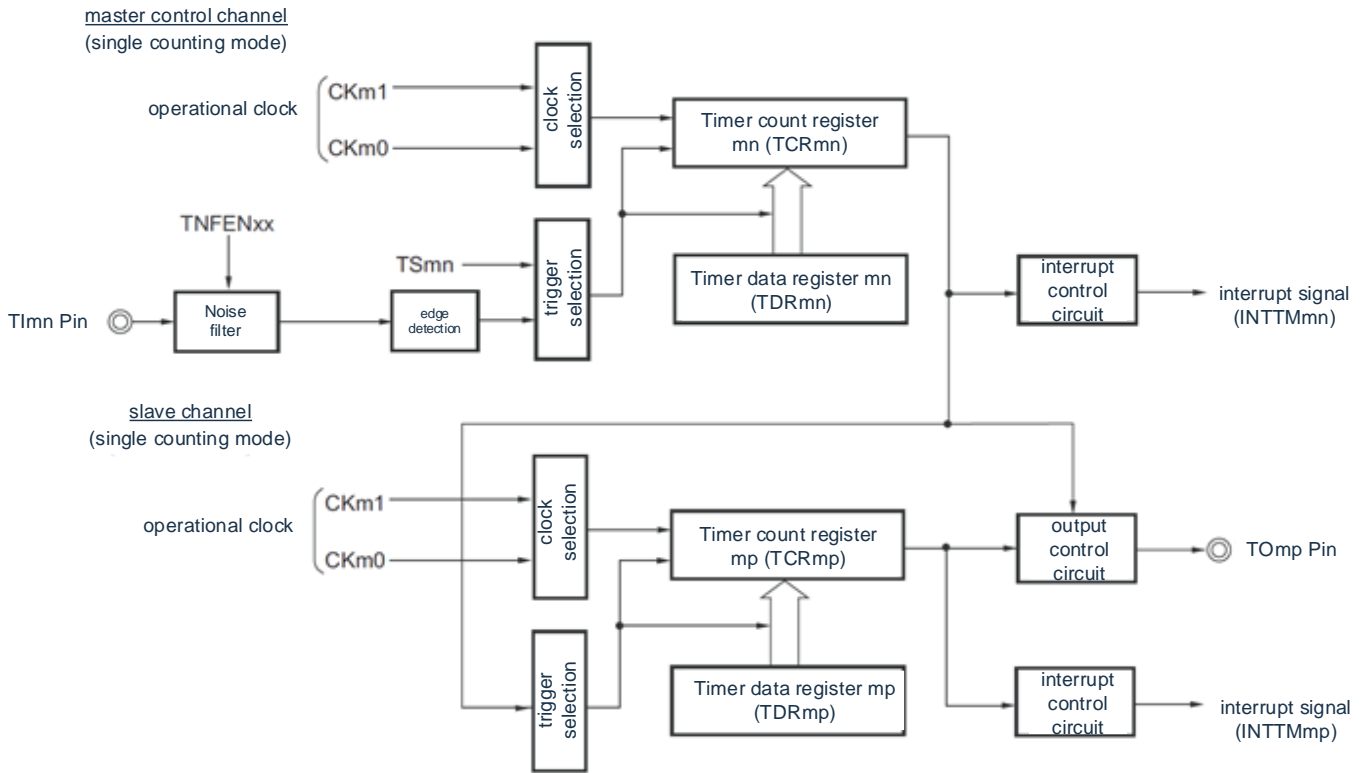 master control channel
(single counting mode)
operational clock
CKm1
CKm0
clock
selection
Timer count register
mn (TCRmn)
TNFENxx
TSmn
TImn Pin
Noise
filter
edge
detection
trigger
selection
Timer data register mn
(TDRmn)
interrupt
control
circuit
interrupt signal
(INTTMmn)
slave channel
(single counting mode)
operational clock
CKm1
CKm0
clock
selection
Timer count register
mp (TCRmp)
output
control
circuit
TOmp Pin
trigger
selection
Timer data register mp
(TDRmp)
interrupt
control
circuit
interrupt signal
(INTTMmp)